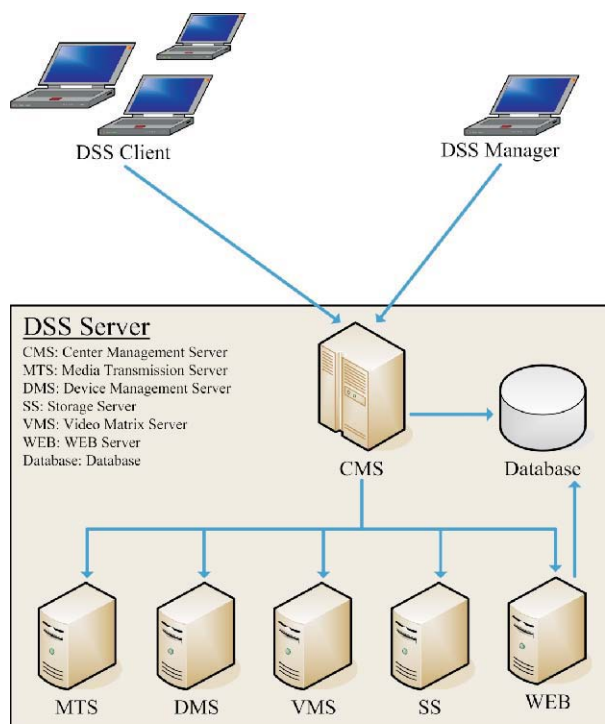 DSS Client
DSS Manager
DSS Server
CMS: Center Management Server
MTS: Media Transmission Server
DMS: Device Management Server
SS: Storage Server
VMS: Video Matrix Server
WEB: WEB Server
Database: Database
CMS
Database
MTS
DMS
VMS
SS
WEB